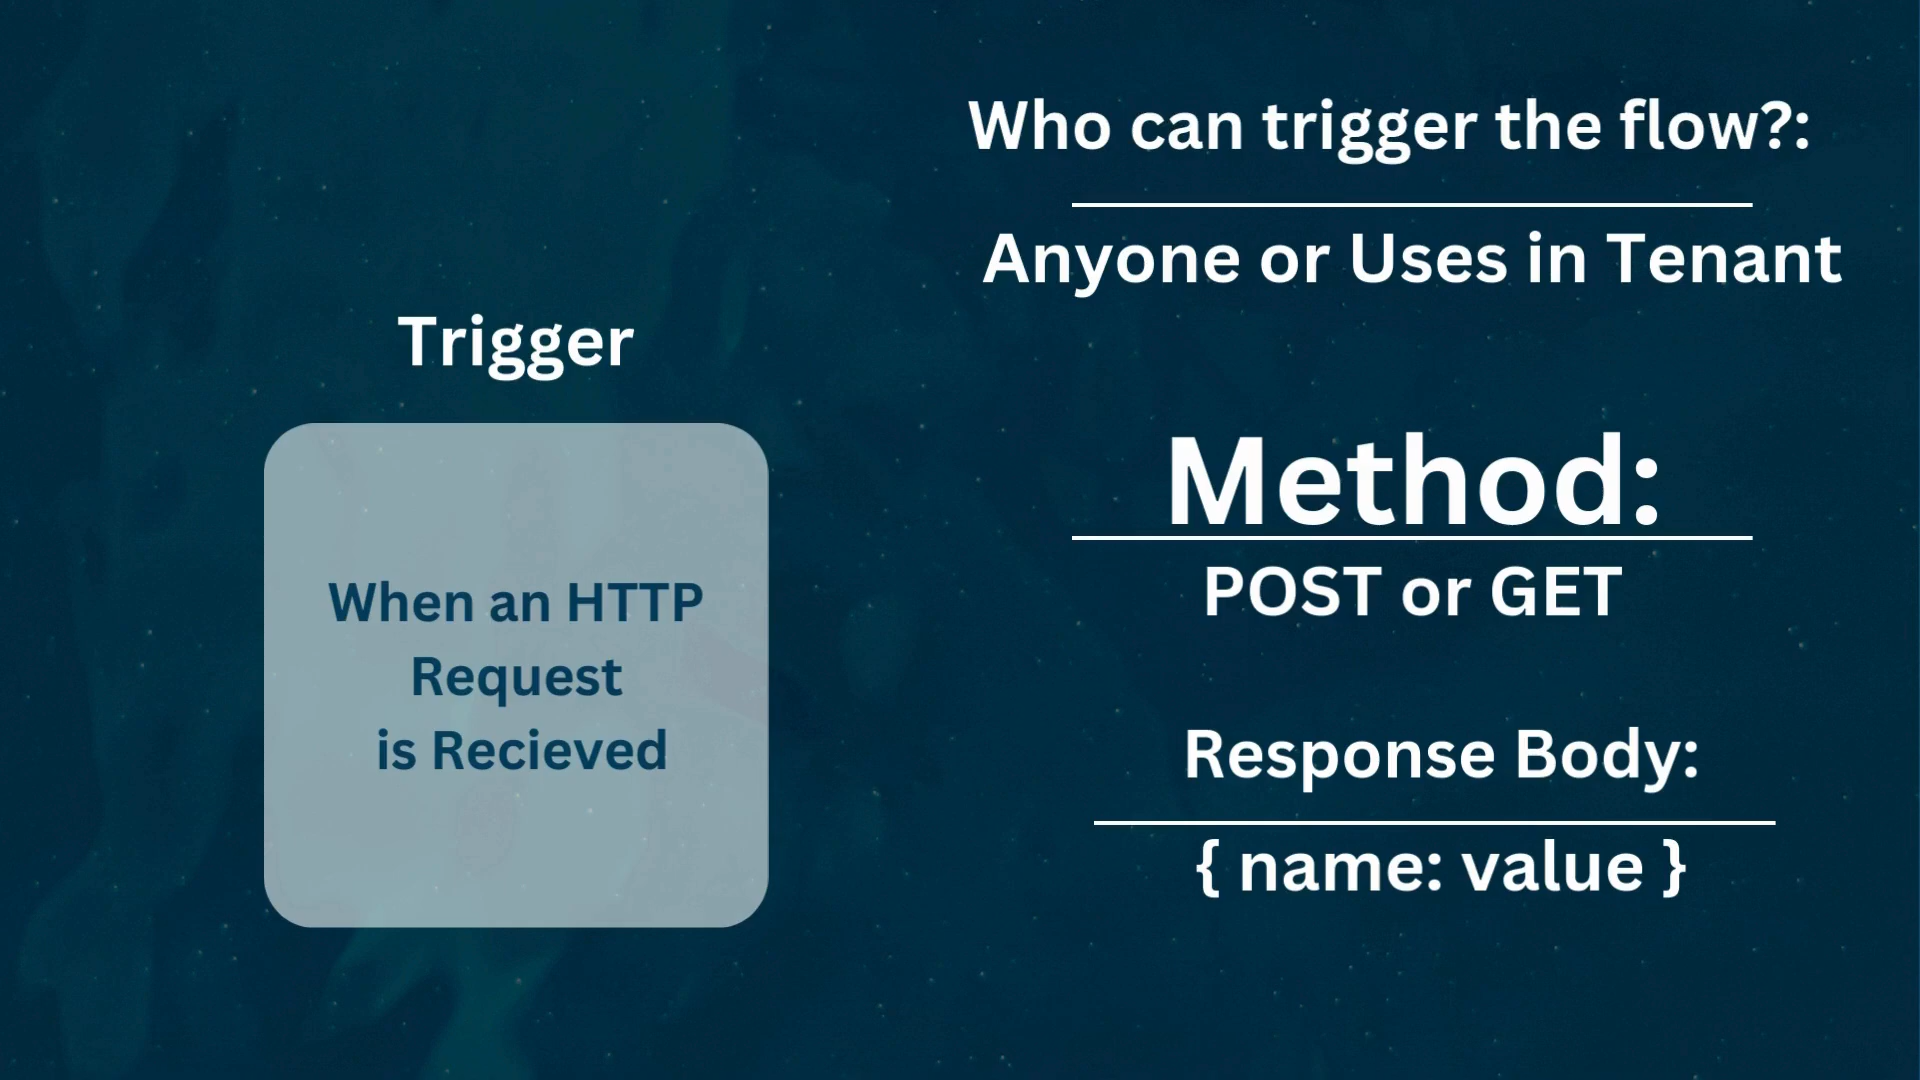 Trigger
When an HTTP
Request
is Recieved
Who can trigger the flow?:
Anyone or Uses in Tenant
Method:
POST or GET
Response Body:
{ name: value }